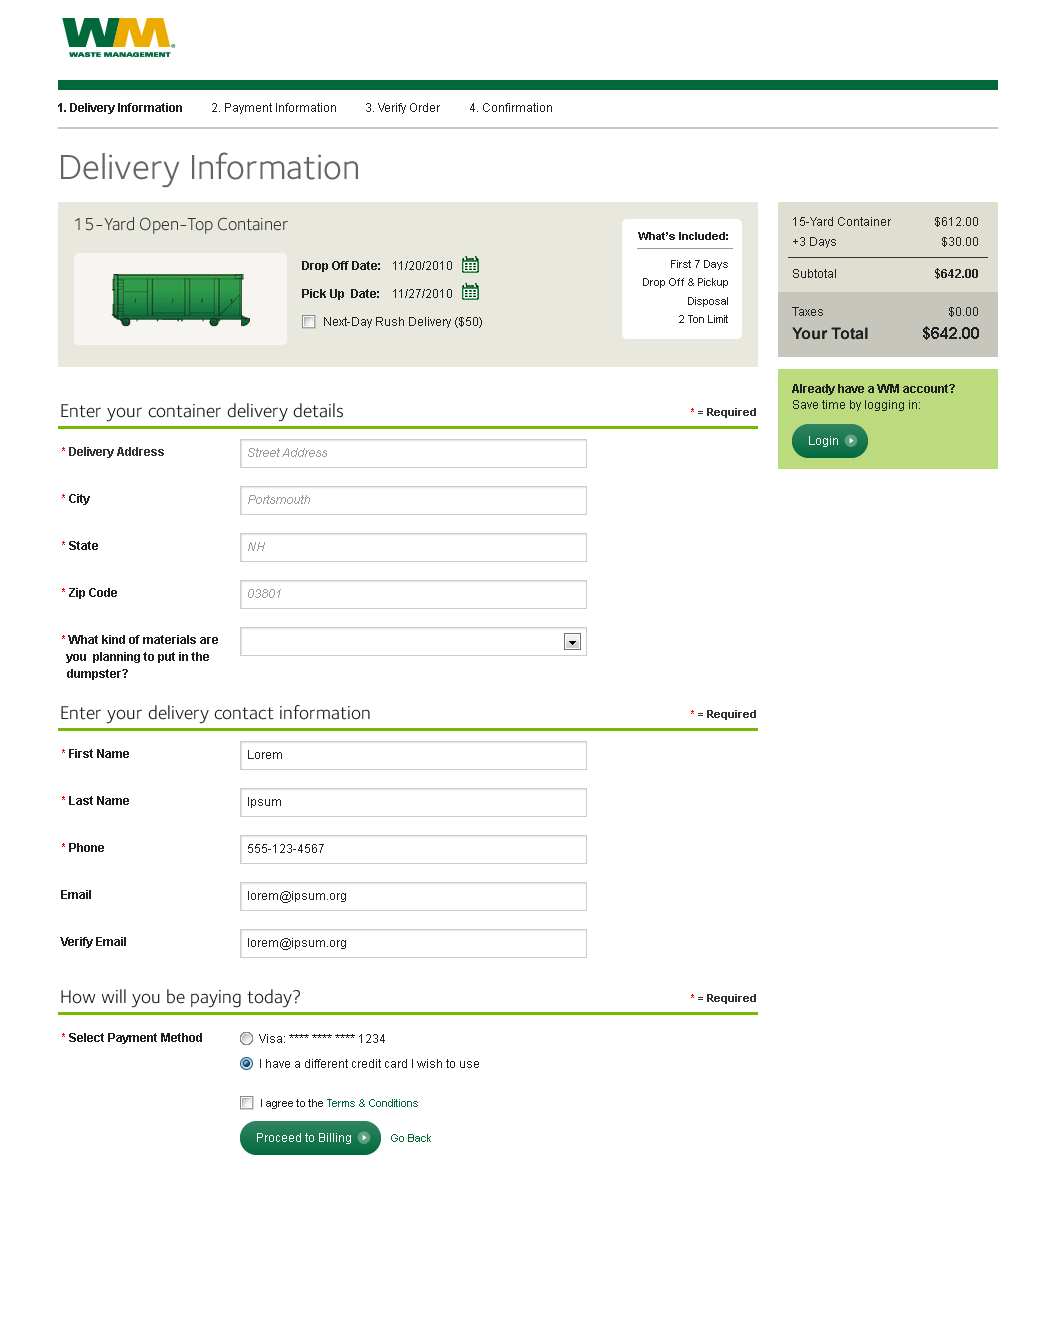 WM
WASTE MANAGEMENT
1. Delivery Information 2. Payment Information 3. Verify Order 4. Confirmation
Delivery Information
15-Yard Open-Top Container
Drop Off Date: 11/20/2010
Pick Up Date: 11/27/2010
Next-Day Rush Delivery ($50)
What's Included:
First 7 Days
Drop Off & Pickup
Disposal
2 Ton Limit
15-Yard Container $612.00
+3 Days $30.00
Subtotal $642.00
Taxes $0.00
Your Total $642.00
Already have a WM account?
Save time by logging in:
Login
Enter your container delivery details * = Required
* Delivery Address Street Address
* City Portsmouth
* State NH
* Zip Code 03801
* What kind of materials are
you planning to put in the
dumpster?
Enter your delivery contact information * = Required
* First Name Lorem
* Last Name Ipsum
* Phone 555-123-4567
Email lorem@ipsum.org
Verify Email lorem@ipsum.org
How will you be paying today? * = Required
* Select Payment Method Visa: **** **** **** 1234
I have a different credit card I wish to use
I agree to the Terms & Conditions
Proceed to Billing Go Back